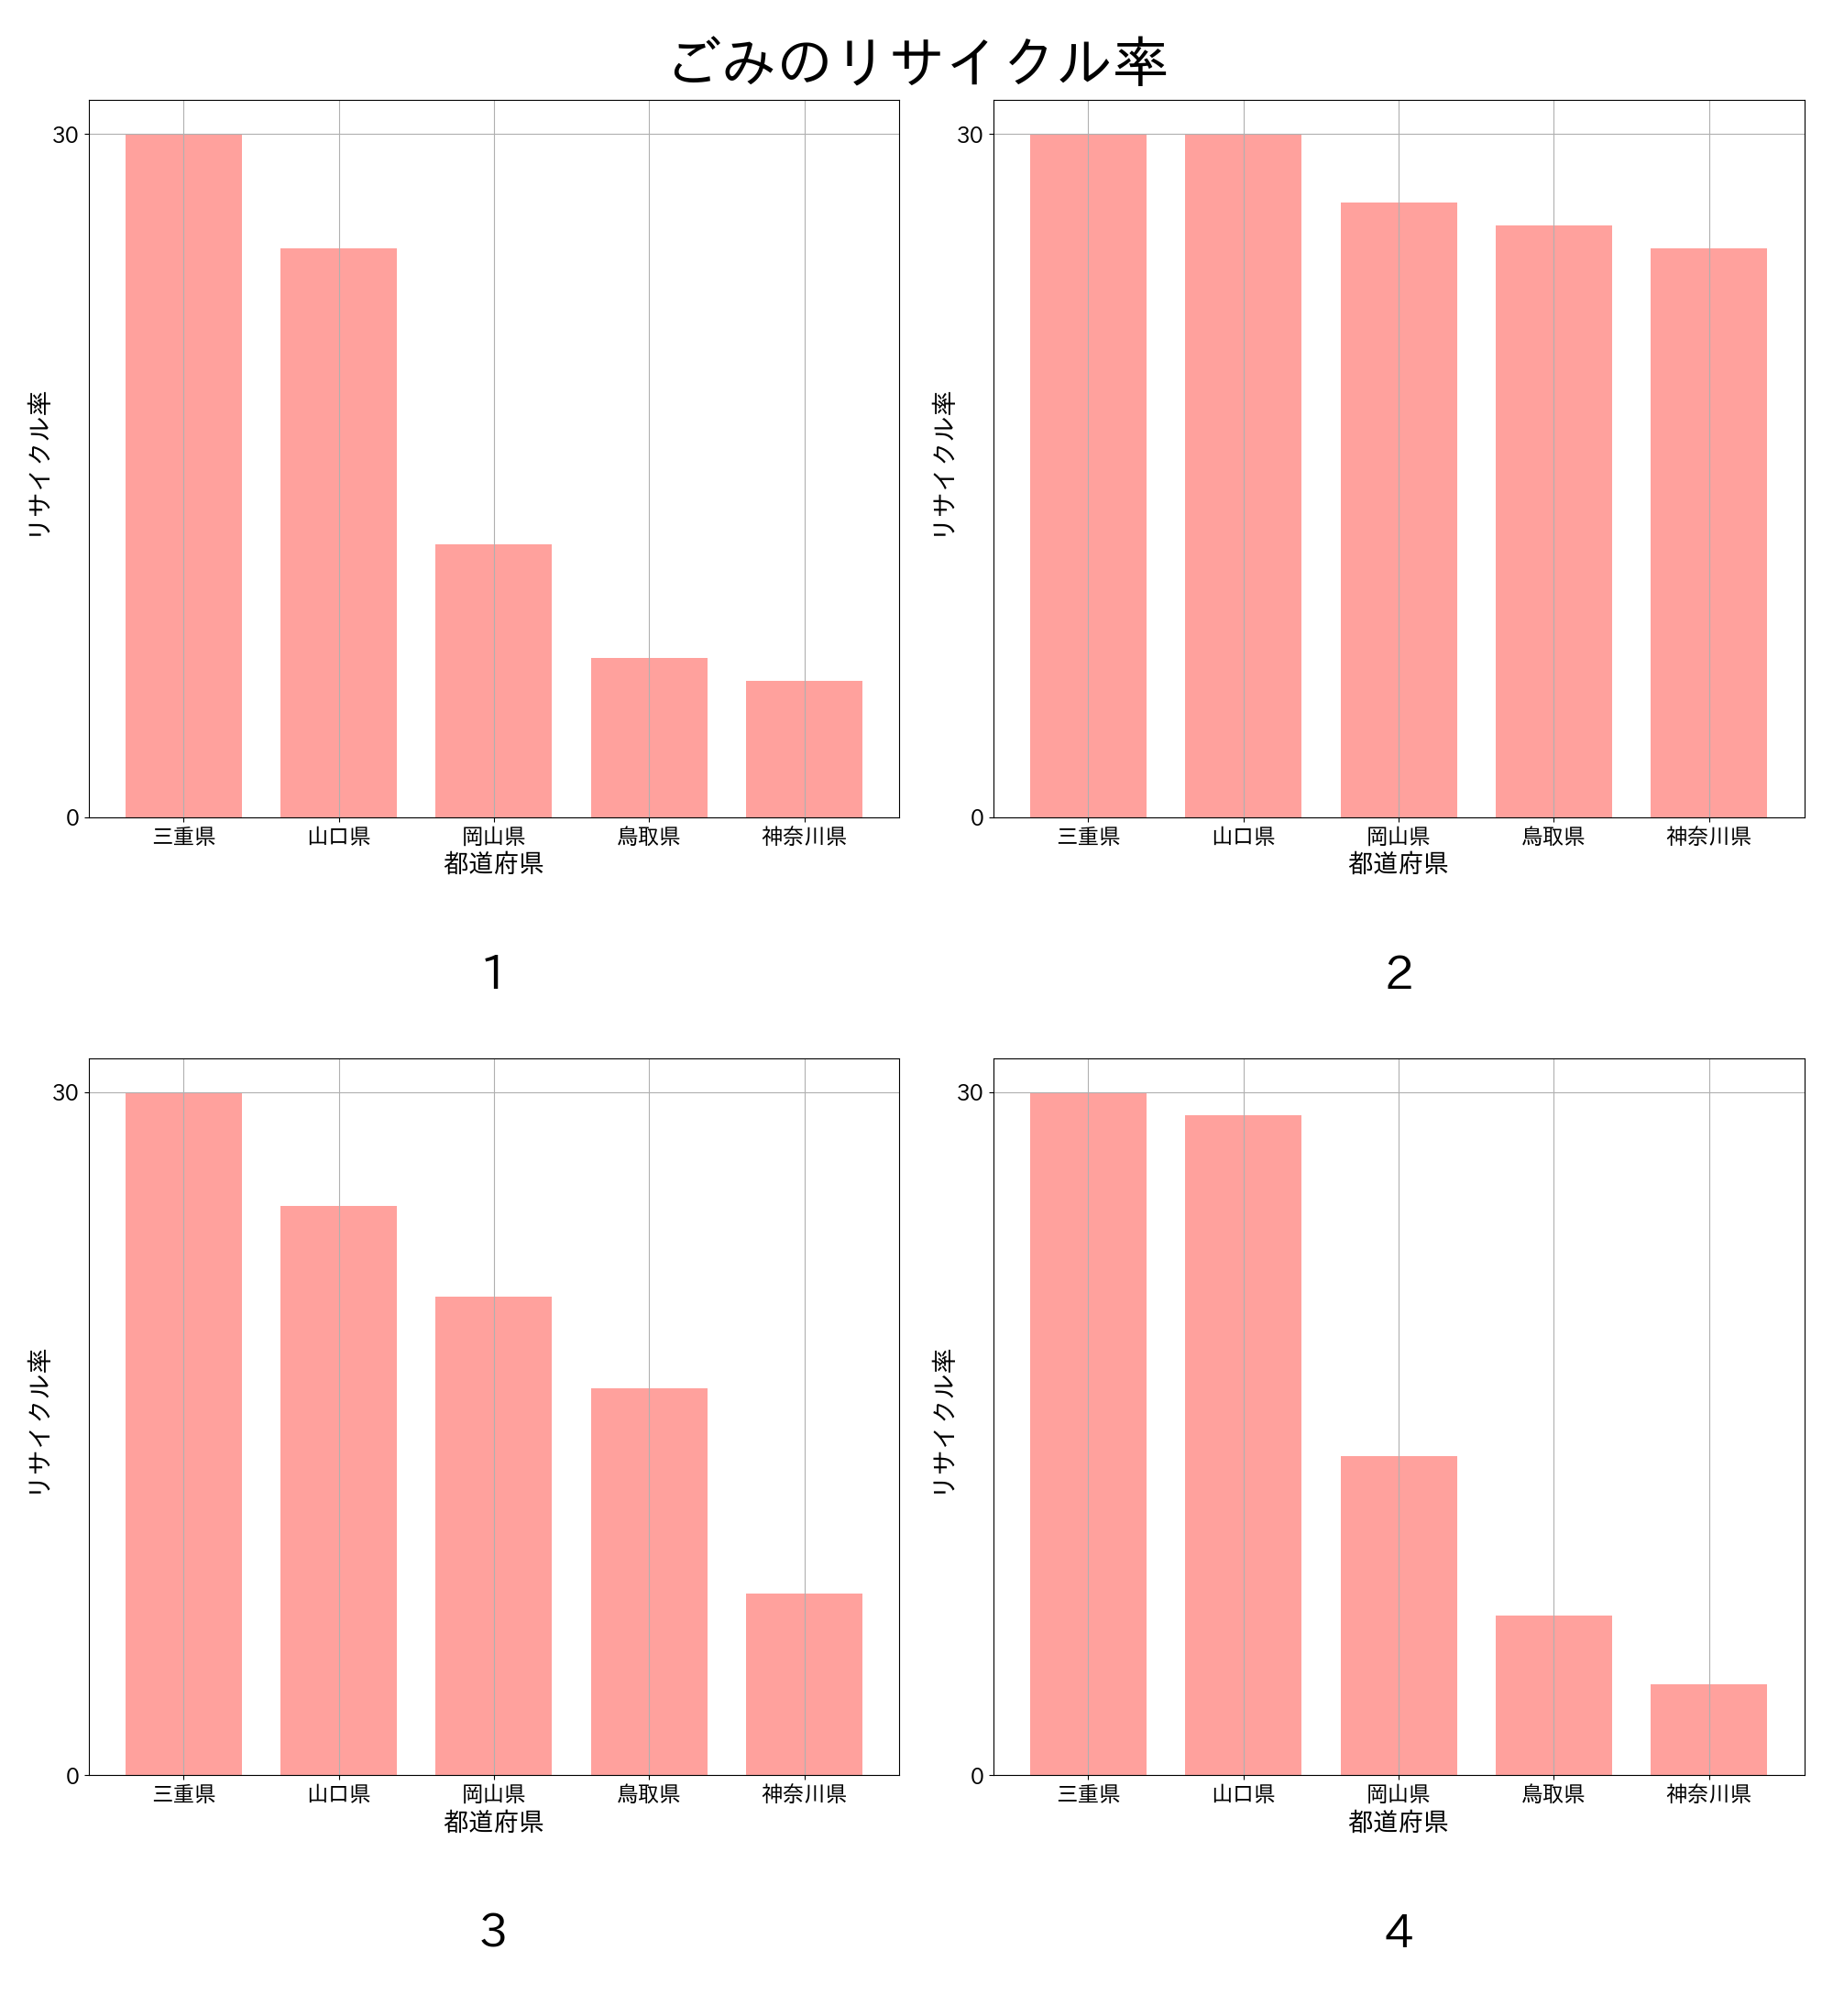 ごみのリサイクル率
30
0
リサイクル率
三重県 山口県 岡山県 鳥取県 神奈川県
都道府県
1
30
0
リサイクル率
三重県 山口県 岡山県 鳥取県 神奈川県
都道府県
2
30
0
リサイクル率
三重県 山口県 岡山県 鳥取県 神奈川県
都道府県
3
30
0
リサイクル率
三重県 山口県 岡山県 鳥取県 神奈川県
都道府県
4